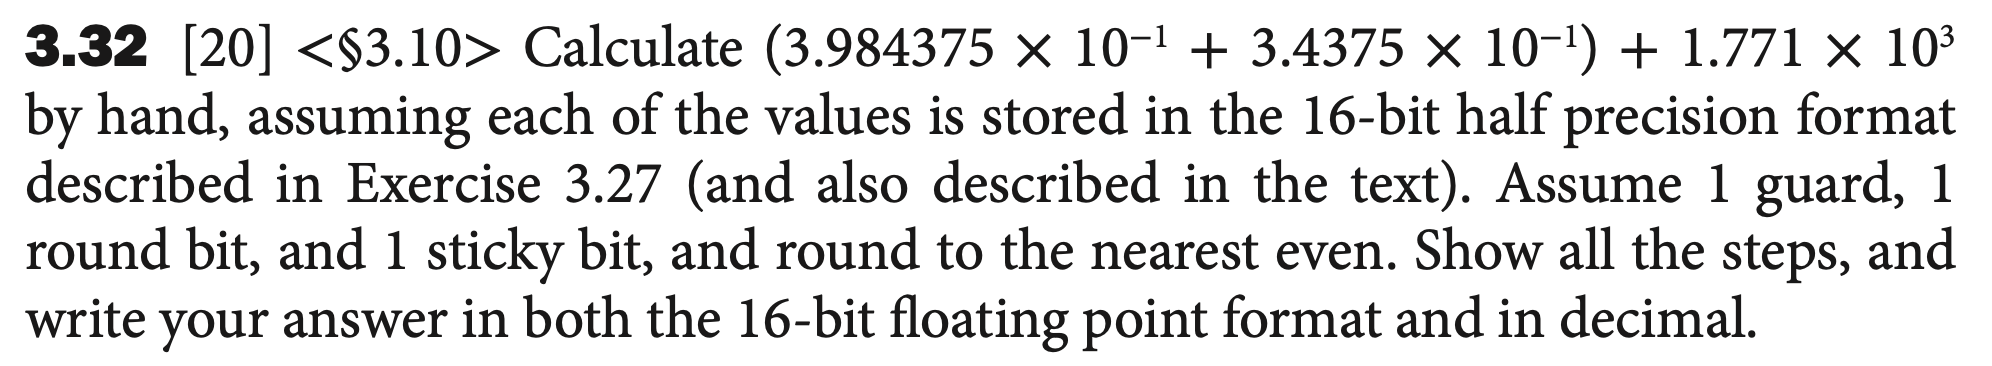 3.32 [20] <§3.10> Calculate (3.984375 × 10⁻¹ + 3.4375 × 10⁻¹) + 1.771 × 10³
by hand, assuming each of the values is stored in the 16-bit half precision format
described in Exercise 3.27 (and also described in the text). Assume 1 guard, 1
round bit, and 1 sticky bit, and round to the nearest even. Show all the steps, and
write your answer in both the 16-bit floating point format and in decimal.